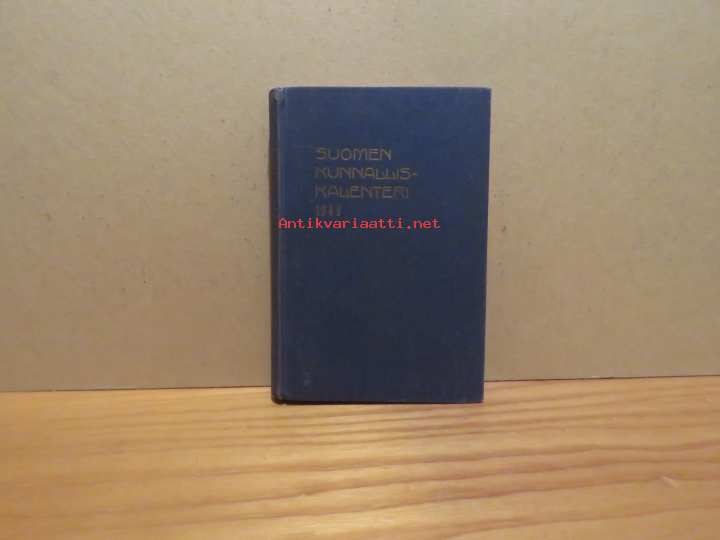 SUOMEN
KUNNALLIS-
KALENTERI
Antikvariaatti.net